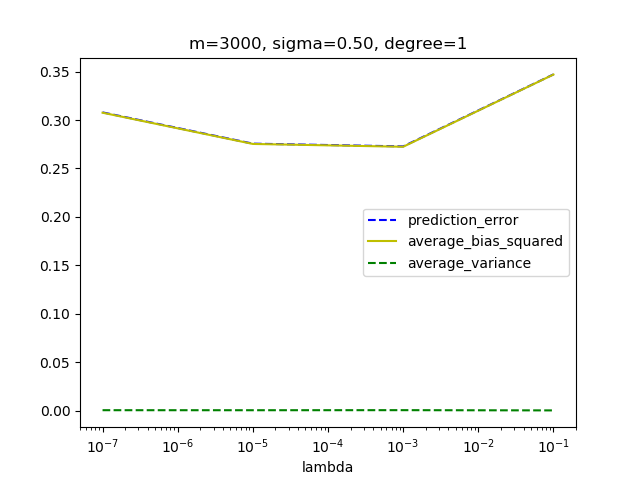 m=3000, sigma=0.50, degree=1
0.35
0.30
0.25
0.20
0.15
0.10
0.05
0.00
prediction_error
average_bias_squared
average_variance
10⁻⁷ 10⁻⁶ 10⁻⁵ 10⁻⁴ 10⁻³ 10⁻² 10⁻¹
lambda